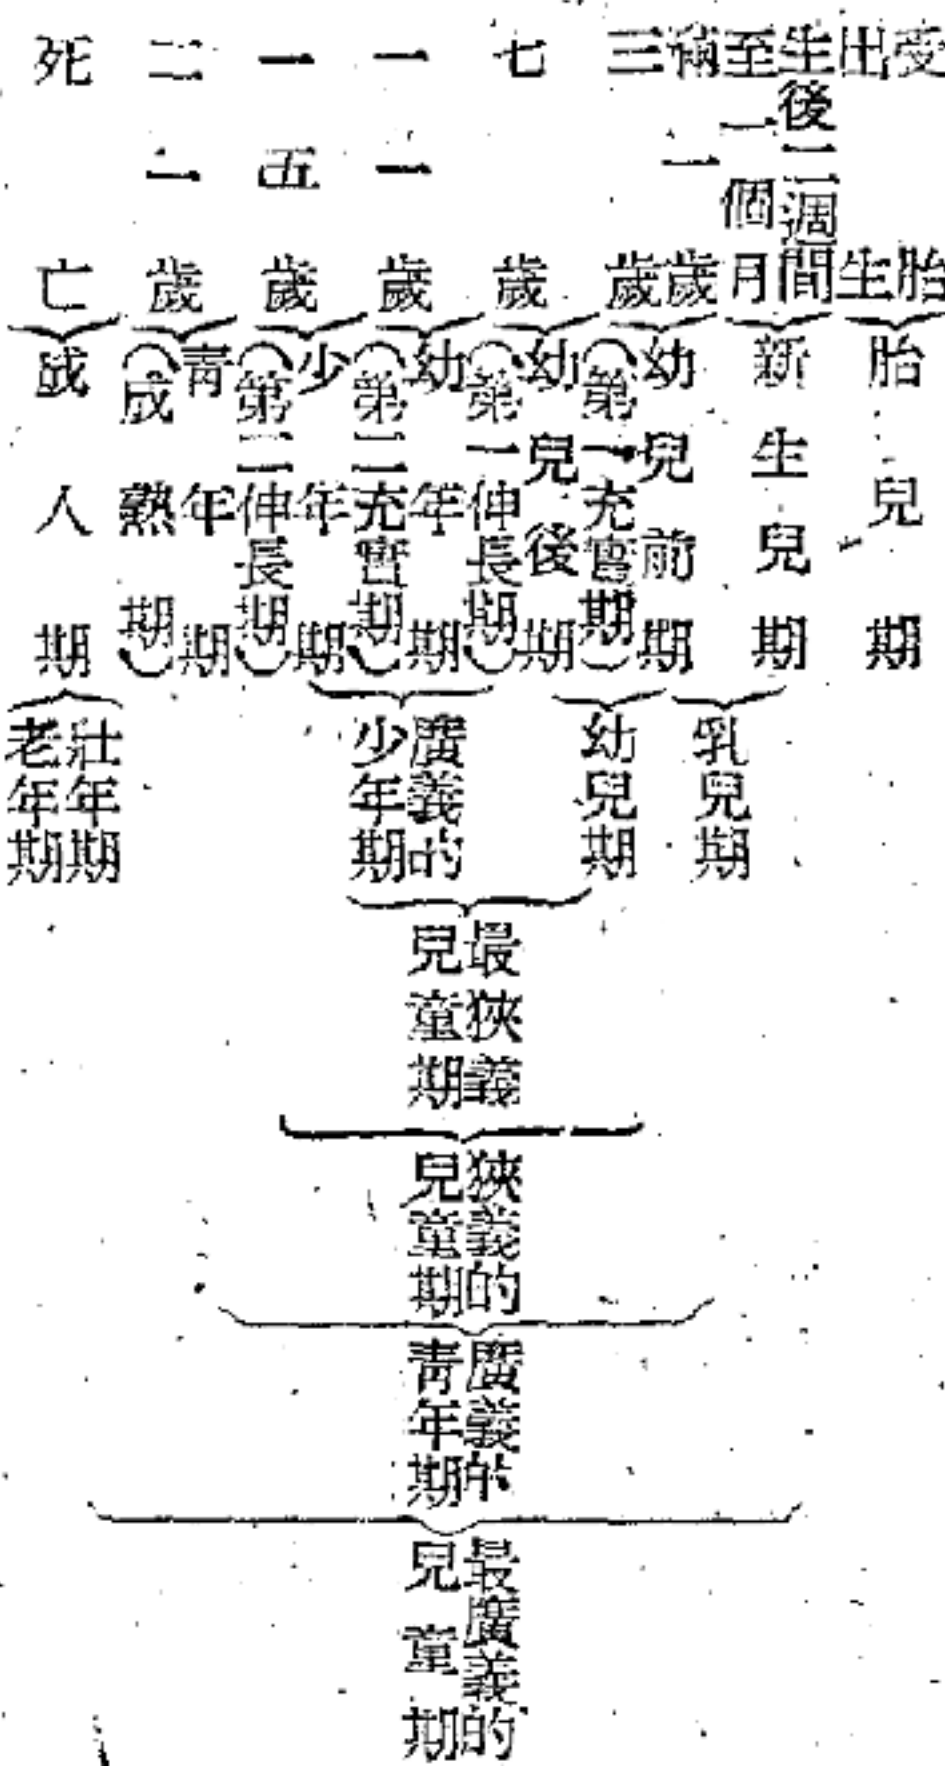 受胎
出生
生後二週間
至一個月
滿一歲
三歲
七歲
一一歲
一五歲
二一歲
死亡
胎兒期
新生兒期
幼兒前期
（第一充實期）
幼兒後期
（第一伸長期）
幼年期
（第二充實期）
少年期
（第二伸長期）
青年期
（成熟期）
成人期
乳兒期
幼兒期
廣義的
少年期
壯年期
老年期
最狹義
兒童期
狹義的
兒童期
廣義的
青年期
最廣義的
兒童期